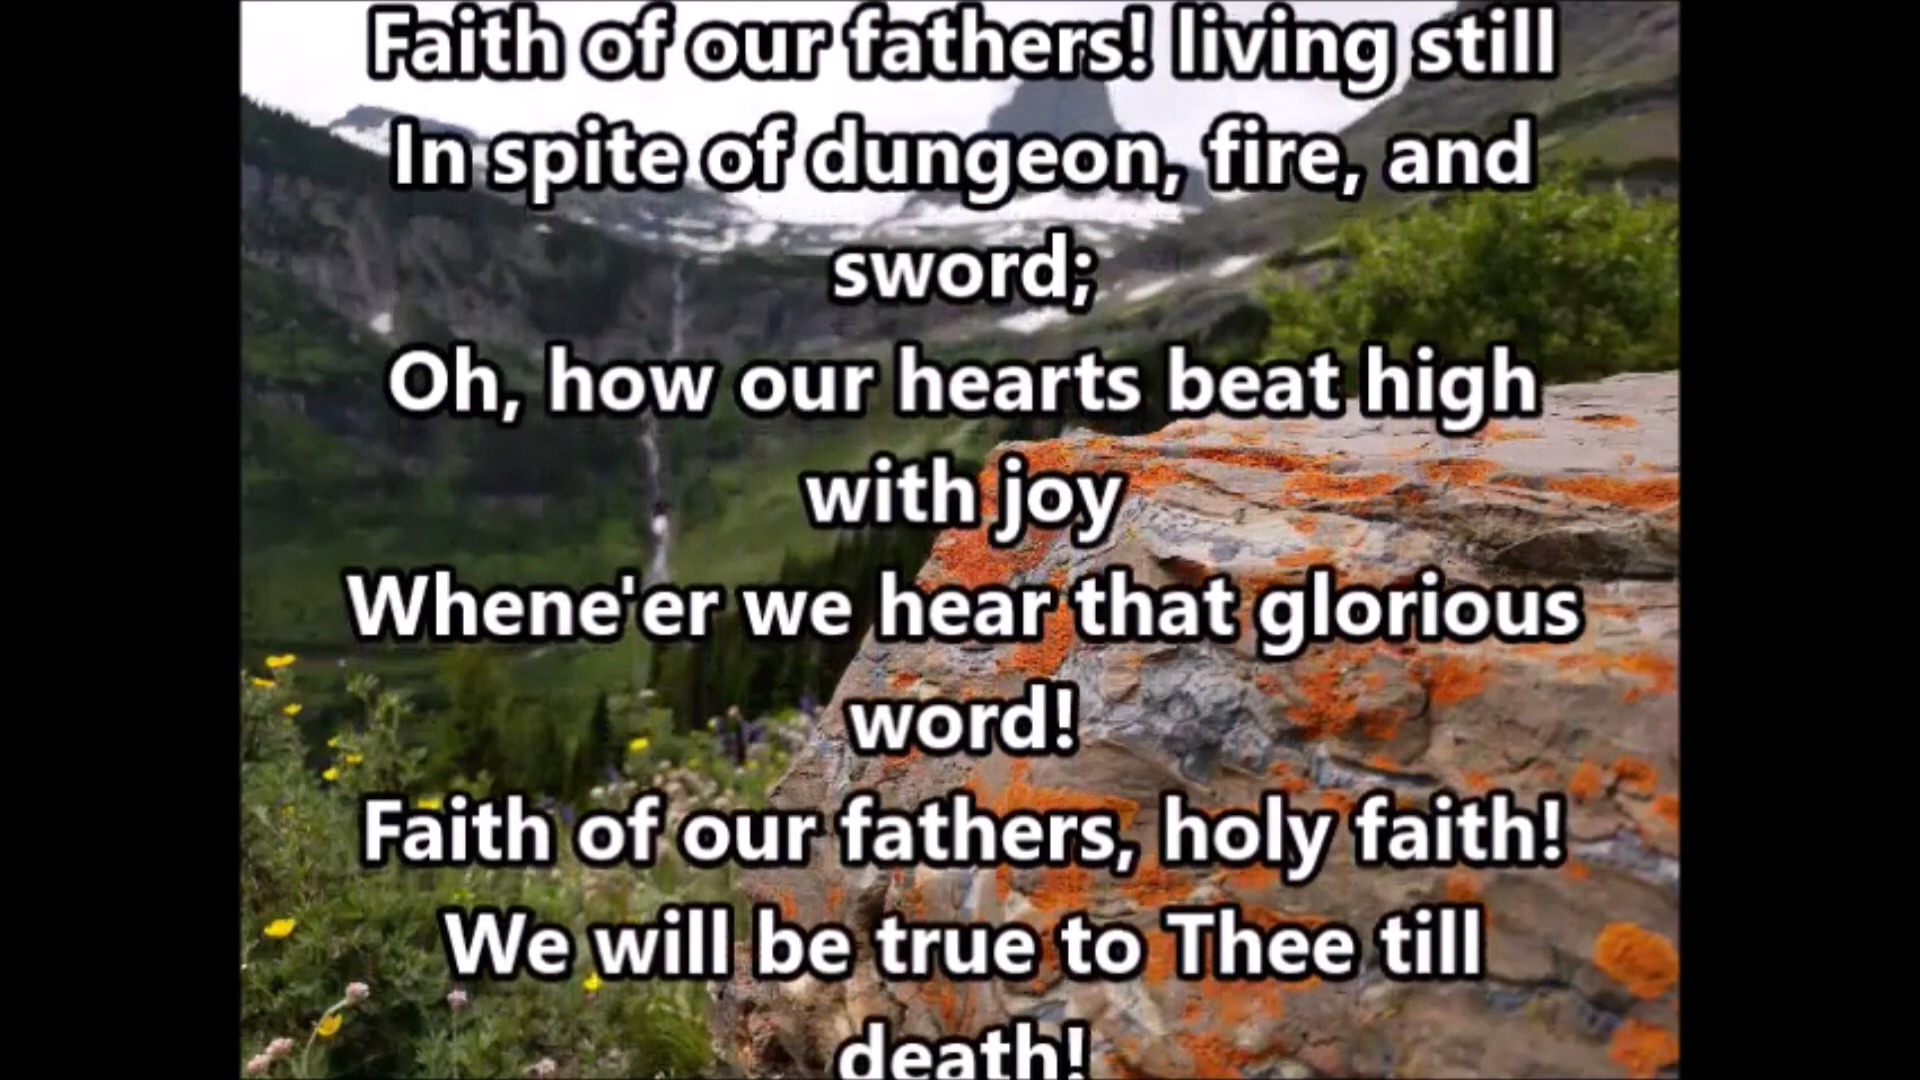 Faith of our fathers! living still
In spite of dungeon, fire, and
sword;
Oh, how our hearts beat high
with joy
Whene'er we hear that glorious
word!
Faith of our fathers, holy faith!
We will be true to Thee till
death!